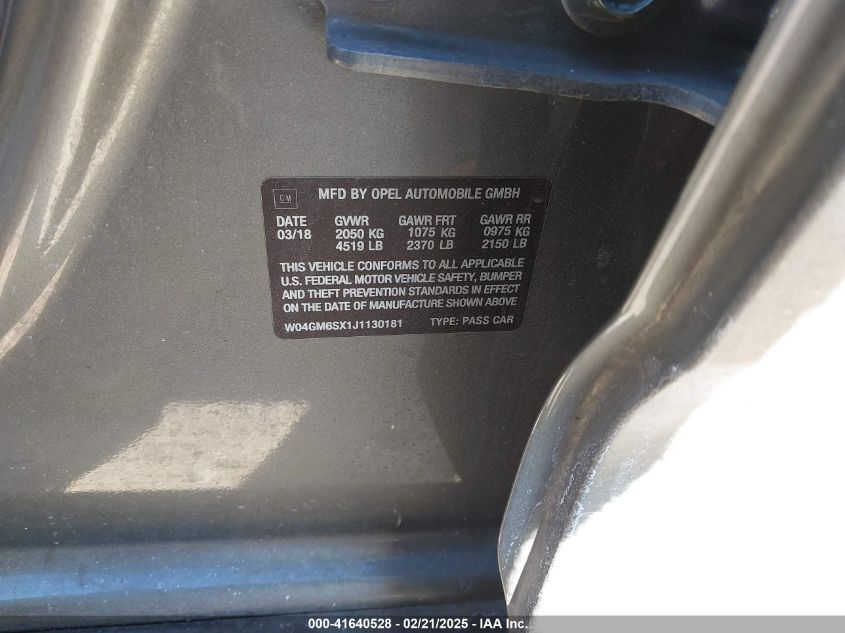 GM
MFD BY OPEL AUTOMOBILE GMBH
DATE GVWR GAWR FRT GAWR RR
03/18 2050 KG 1075 KG 0975 KG
4519 LB 2370 LB 2150 LB
THIS VEHICLE CONFORMS TO ALL APPLICABLE
U.S. FEDERAL MOTOR VEHICLE SAFETY, BUMPER
AND THEFT PREVENTION STANDARDS IN EFFECT
ON THE DATE OF MANUFACTURE SHOWN ABOVE
W04GM6SX1J1130181 TYPE: PASS CAR
000-41640528 - 02/21/2025 - IAA Inc.